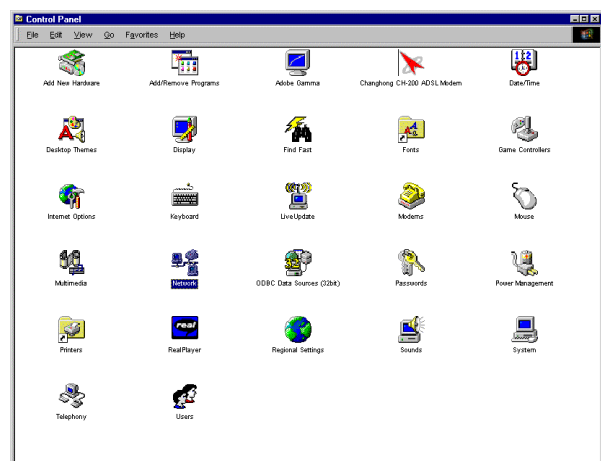 Control Panel
File Edit View Go Favorites Help
Add New Hardware
Add/Remove Programs
Adobe Gamma
Changhong CH-200 ADSL Modem
Date/Time
Desktop Themes
Display
Find Fast
Fonts
Game Controllers
Internet Options
Keyboard
LiveUpdate
Modems
Mouse
Multimedia
Network
ODBC Data Sources (32bit)
Passwords
Power Management
Printers
real
RealPlayer
Regional Settings
Sounds
System
Telephony
Users